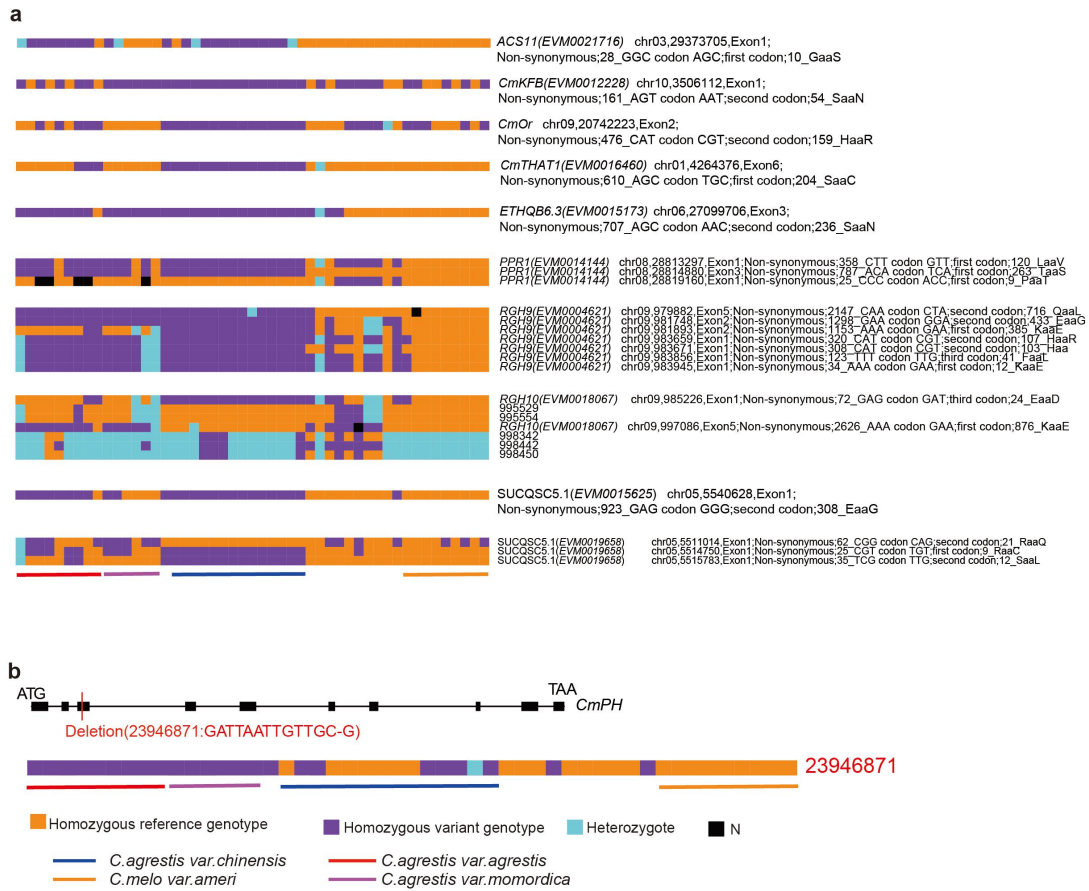 a
ACS11(EVM0021716) chr03,29373705,Exon1;
Non-synonymous;28_GGC codon AGC;first codon;10_GaaS
CmKFB(EVM0012228) chr10,3506112,Exon1;
Non-synonymous;161_AGT codon AAT;second codon;54_SaaN
CmOr chr09,20742223,Exon2;
Non-synonymous;476_CAT codon CGT;second codon;159_HaaR
CmTHAT1(EVM0016460) chr01,4264376,Exon6;
Non-synonymous;610_AGC codon TGC;first codon;204_SaaC
ETHQB6.3(EVM0015173) chr06,27099706,Exon3;
Non-synonymous;707_AGC codon AAC;second codon;236_SaaN
PPR1(EVM0014144) chr08,28813297,Exon1;Non-synonymous;358_CTT codon GTT;first codon;120_LaaV
PPR1(EVM0014144) chr08,28814880,Exon3;Non-synonymous;787_ACA codon TCA;first codon;263_TaaS
PPR1(EVM0014144) chr08,28819160,Exon1;Non-synonymous;25_CCC codon ACC;first codon;9_PaaT
RGH9(EVM0004621) chr09,979882,Exon5;Non-synonymous;2147_CAA codon CTA;second codon;716_QaaL
RGH9(EVM0004621) chr09,981748,Exon2;Non-synonymous;1298_GAA codon GGA;second codon;433_EaaG
RGH9(EVM0004621) chr09,981893,Exon2;Non-synonymous;1153_AAA codon GAA;first codon;385_KaaE
RGH9(EVM0004621) chr09,983659,Exon1;Non-synonymous;320_CAT codon CGT;second codon;107_HaaR
RGH9(EVM0004621) chr09,983671,Exon1;Non-synonymous;308_CAT codon CGT;second codon;103_Haa
RGH9(EVM0004621) chr09,983856,Exon1;Non-synonymous;123_TTT codon TTG;third codon;41_FaaL
RGH9(EVM0004621) chr09,983945,Exon1;Non-synonymous;34_AAA codon GAA;first codon;12_KaaE
RGH10(EVM0018067) chr09,985226,Exon1;Non-synonymous;72_GAG codon GAT;third codon;24_EaaD
995529
995554
RGH10(EVM0018067) chr09,997086,Exon5;Non-synonymous;2626_AAA codon GAA;first codon;876_KaaE
998342
998442
998450
SUCQSC5.1(EVM0015625) chr05,5540628,Exon1;
Non-synonymous;923_GAG codon GGG;second codon;308_EaaG
SUCQSC5.1(EVM0019658) chr05,5511014,Exon1;Non-synonymous;62_CGG codon CAG;second codon;21_RaaQ
SUCQSC5.1(EVM0019658) chr05,5514750,Exon1;Non-synonymous;25_CGT codon TGT;first codon;9_RaaC
SUCQSC5.1(EVM0019658) chr05,5515783,Exon1;Non-synonymous;35_TCG codon TTG;second codon;12_SaaL
b
ATG TAA
CmPH
Deletion(23946871:GATTAATTGTTGC-G)
23946871
Homozygous reference genotype Homozygous variant genotype Heterozygote N
C.agrestis var.chinensis C.agrestis var.agrestis
C.melo var.ameri C.agrestis var.momordica